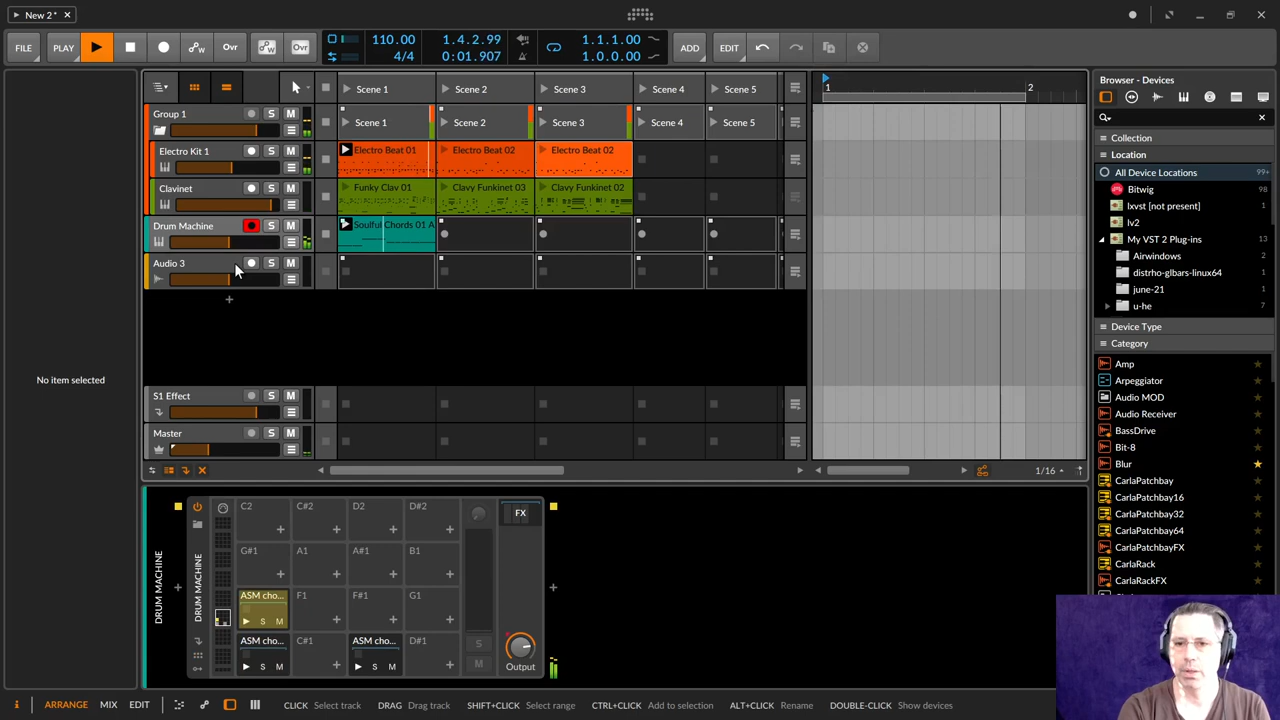 New 2*
FILE PLAY Ovr Ovr 110.00 1.4.2.99 1.1.1.00 ADD EDIT
4/4 0:01.907 1.0.0.00
Scene 1 Scene 2 Scene 3 Scene 4 Scene 5 1 2
Group 1 S M Scene 1 Scene 2 Scene 3 Scene 4 Scene 5
Electro Kit 1 S M Electro Beat 01 Electro Beat 02 Electro Beat 02
Clavinet S M Funky Clav 01 Clavy Funkinet 03 Clavy Funkinet 02
Drum Machine S M Soulful Chords 01 A
Audio 3 S M
No item selected
S1 Effect S M
Master S M
1/16
Browser - Devices
Collection
Location
All Device Locations 99+
Bitwig 98
lxvst [not present] 1
lv2
My VST 2 Plug-ins
Airwindows
distrho-glbars-linux64 1
june-21 1
u-he 7
Device Type
Category
Amp
Arpeggiator
Audio MOD
Audio Receiver
BassDrive
Bit-8
Blur
CarlaPatchbay
CarlaPatchbay16
CarlaPatchbay32
CarlaPatchbay64
CarlaPatchbayFX
CarlaRack
CarlaRackFX
DRUM MACHINE
DRUM MACHINE
C2 C#2 D2 D#2 FX
G#1 A1 A#1 B1
ASM cho... F1 F#1 G1
S M
ASM cho... C#1 ASM cho... D#1 S
S M S M M Output
ARRANGE MIX EDIT CLICK Select track DRAG Drag track SHIFT+CLICK Select range CTRL+CLICK Add to selection ALT+CLICK Rename DOUBLE-CLICK Show devices